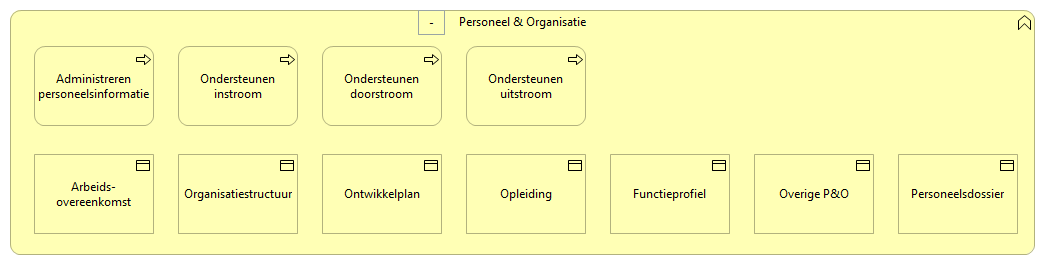 - Personeel & Organisatie
Administreren
personeelsinformatie
Ondersteunen
instroom
Ondersteunen
doorstroom
Ondersteunen
uitstroom
Arbeids-
overeenkomst
Organisatiestructuur
Ontwikkelplan
Opleiding
Functieprofiel
Overige P&O
Personeelsdossier